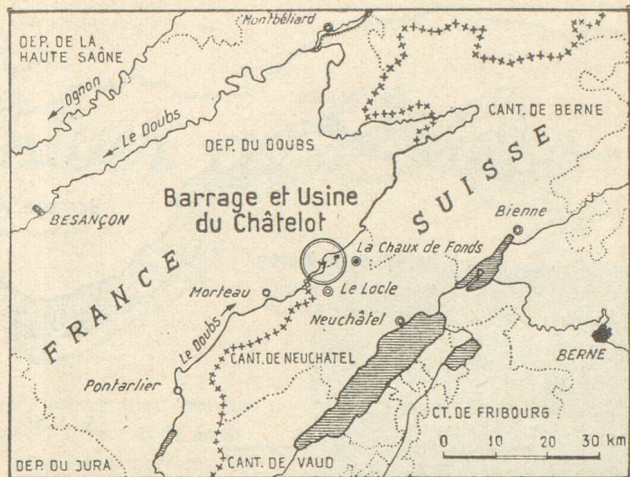 Montbéliard
DEP. DE LA
HAUTE SAÔNE
Ognon
Le Doubs
CANT. DE BERNE
DEP. DU DOUBS
SUISSE
Barrage et Usine
du Châtelot
BESANÇON
Bienne
La Chaux de Fonds
FRANCE
Morteau
Le Locle
Neuchâtel
Le Doubs
BERNE
CANT. DE NEUCHATEL
Pontarlier
CT. DE FRIBOURG
0 10 20 30 km
DEP. DU JURA
CANT. DE VAUD